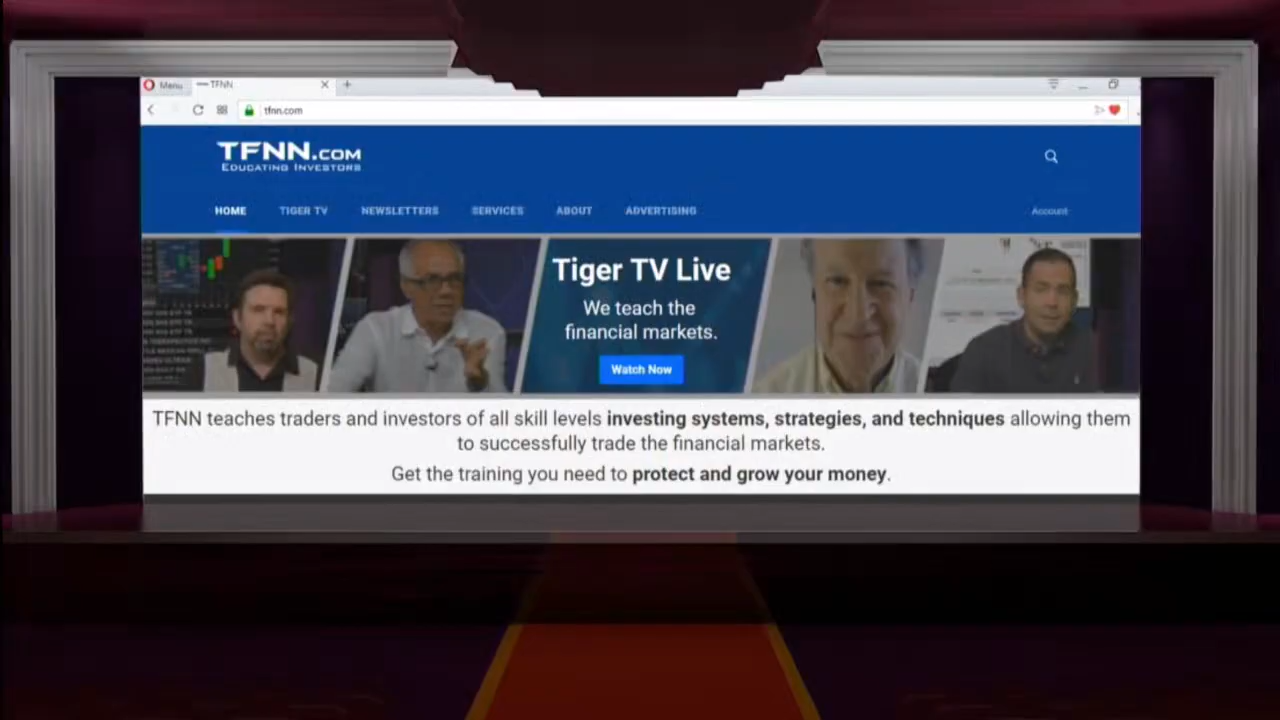 Menu
TFNN
tfnn.com
TFNN.COM
EDUCATING INVESTORS
HOME TIGER TV NEWSLETTERS SERVICES ABOUT ADVERTISING Account
Tiger TV Live
We teach the
financial markets.
Watch Now
TFNN teaches traders and investors of all skill levels investing systems, strategies, and techniques allowing them
to successfully trade the financial markets.
Get the training you need to protect and grow your money.